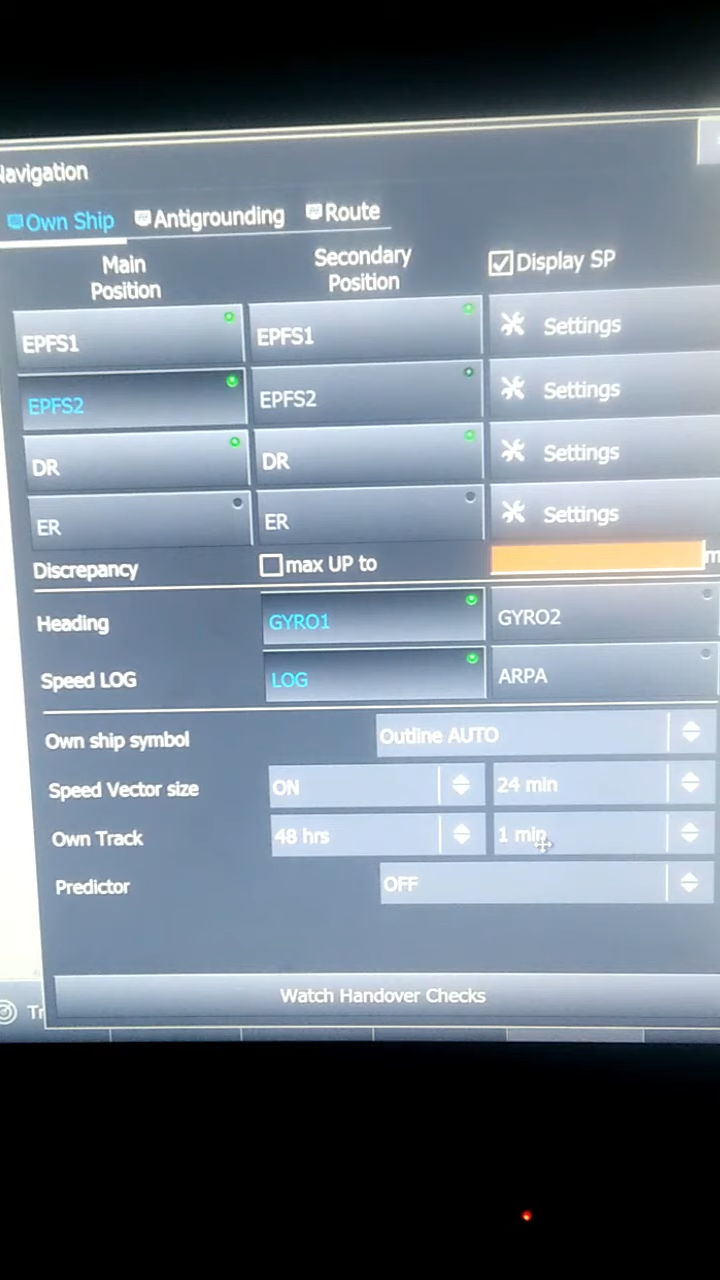 Navigation
Own Ship Antigrounding Route
Main Position Secondary Position Display SP
EPFS1 EPFS1 Settings
EPFS2 EPFS2 Settings
DR DR Settings
ER ER Settings
Discrepancy max UP to m
Heading GYRO1 GYRO2
Speed LOG LOG ARPA
Own ship symbol Outline AUTO
Speed Vector size ON 24 min
Own Track 48 hrs 1 min
Predictor OFF
Watch Handover Checks